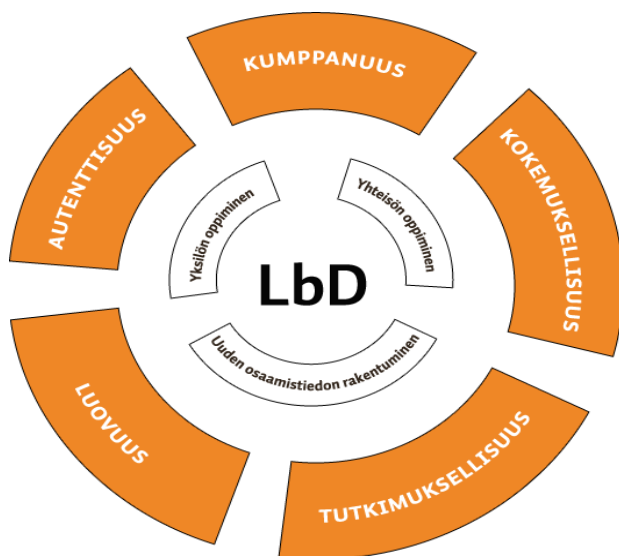 KUMPPANUUS
KOKEMUKSELLISUUS
TUTKIMUKSELLISUUS
LUOVUUS
AUTENTTISUUS
Yksilön oppiminen
Yhteisön oppiminen
LbD
Uuden osaamistiedon rakentuminen